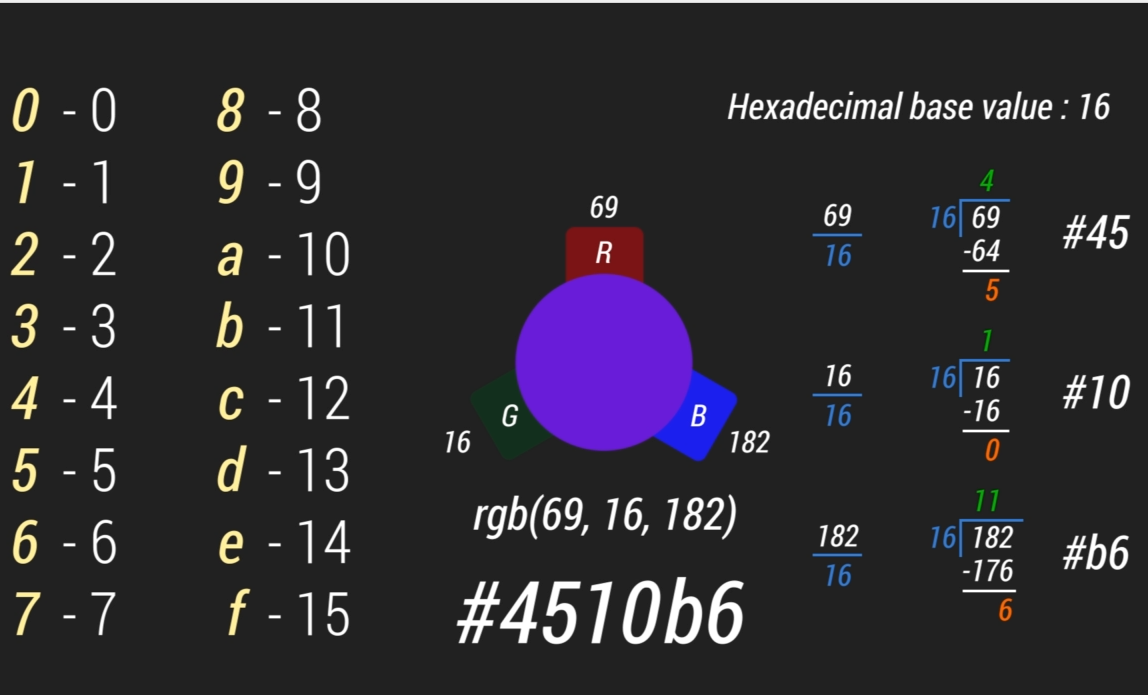 0 - 0
1 - 1
2 - 2
3 - 3
4 - 4
5 - 5
6 - 6
7 - 7
8 - 8
9 - 9
a - 10
b - 11
c - 12
d - 13
e - 14
f - 15
69
R
G
B
16
182
rgb(69, 16, 182)
#4510b6
Hexadecimal base value : 16
69
16
4
16 69
-64
5
#45
16
16
1
16 16
-16
0
#10
182
16
11
16 182
-176
6
#b6